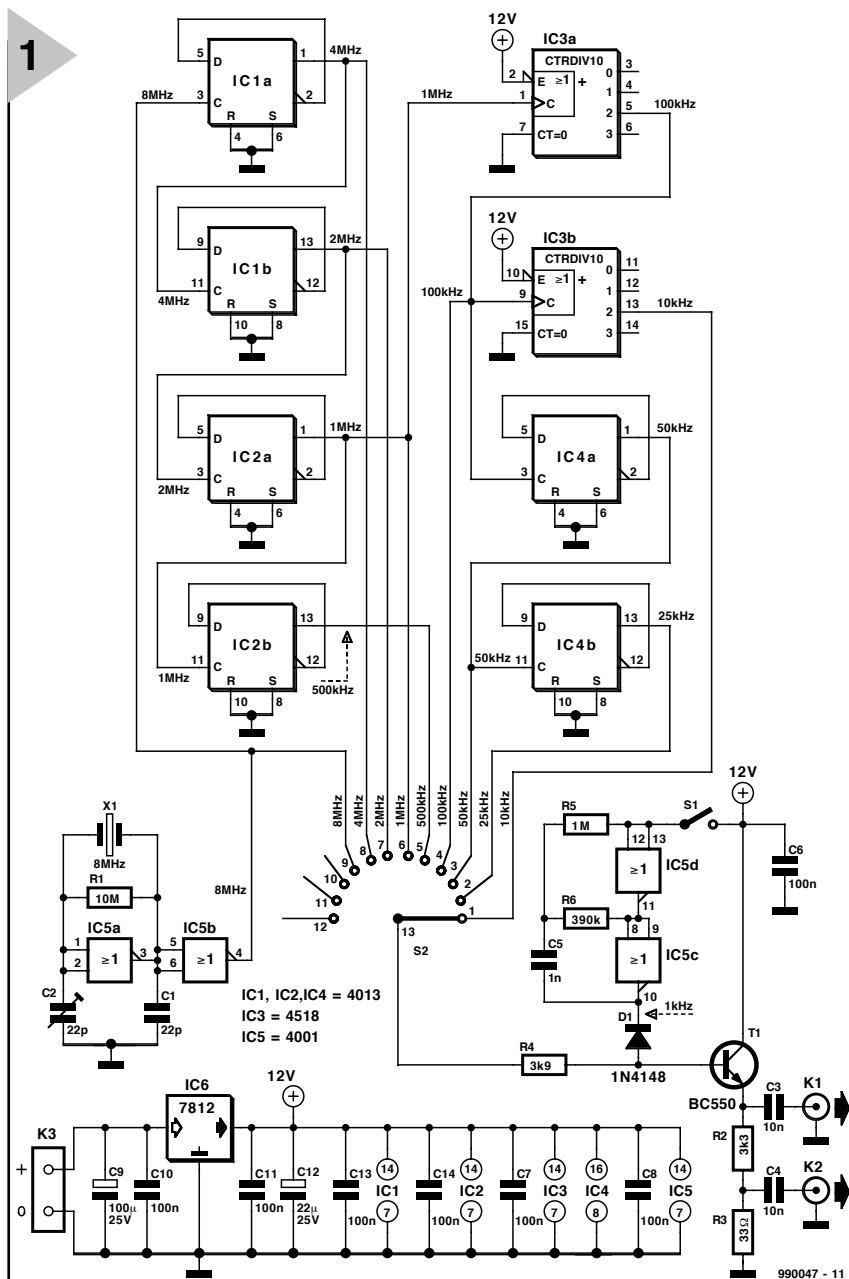 1
IC1a
5 D 1 4MHz
8MHz 3 C 2
R S
4 6
IC1b
9 D 13 2MHz
4MHz 11 C 12
R S
10 8
IC2a
5 D 1 1MHz
2MHz 3 C 2
R S
4 6
IC2b
9 D 13
1MHz 11 C 12
R S
10 8
500kHz
12V
IC3a
CTRDIV10
2 E ≥1 +
1MHz 1 C
7 CT=0
0 3
1 4
2 5 100kHz
3 6
12V
IC3b
CTRDIV10
10 E ≥1 +
100kHz 9 C
15 CT=0
0 11
1 12
2 13 10kHz
3 14
IC4a
5 D 1 50kHz
3 C 2
R S
4 6
IC4b
9 D 13 25kHz
50kHz 11 C 12
R S
10 8
8MHz
4MHz
2MHz
1MHz
500kHz
100kHz
50kHz
25kHz
10kHz
12
11
10
9
8
7
6
5
4
3
2
1
13
S2
X1
8MHz
R1
10M
IC5a
1
2
≥1
3
IC5b
5
6
≥1
4
8MHz
C2
22p
C1
22p
IC1, IC2,IC4 = 4013
IC3 = 4518
IC5 = 4001
R5
1M
12 13
≥1
IC5d
11
S1
12V
C6
100n
R6
390k
8 9
≥1
IC5c
10
C5
1n
1kHz
D1
1N4148
R4
3k9
T1
BC550
C3
10n
K1
R2
3k3
C4
10n
K2
R3
33Ω
K3
+
0
C9
100µ
25V
C10
100n
IC6
7812
12V
C11
100n
C12
22µ
25V
C13
100n
14
IC1
7
C14
100n
14
IC2
7
C7
100n
14
IC3
7
16
IC4
8
C8
100n
14
IC5
7
990047 - 11